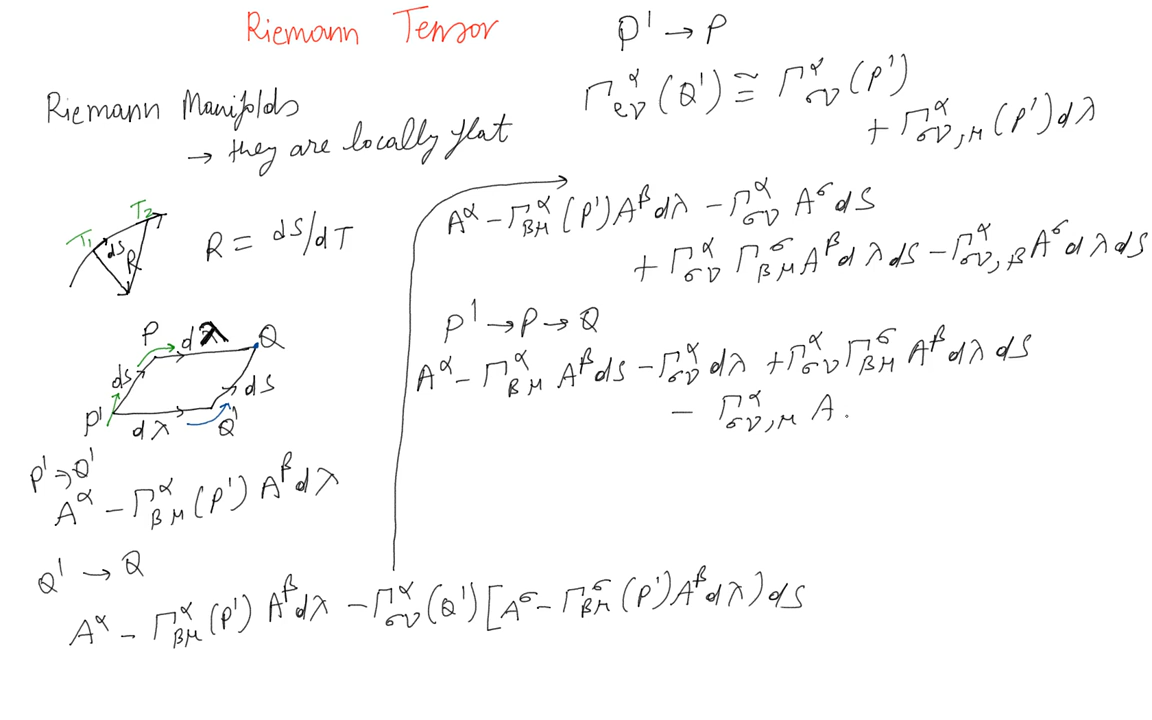 Riemann Tensor
Riemann Manifolds
→ they are locally flat
T₁ T₂ dS R
R = dS/dT
P dλ Q
dS dS
P' dλ Q'
P' → Q'
A^α − Γ^α_βμ (P') A^β dλ
Q' → Q
A^α − Γ^α_βμ (P') A^β dλ − Γ^α_σν (Q') [A^σ − Γ^σ_βμ (P') A^β dλ) dS
P' → P
Γ^α_eν (Q') ≅ Γ^α_σν (P')
+ Γ^α_σν,μ (P') dλ
A^α − Γ^α_βμ (P') A^β dλ − Γ^α_σν A^σ dS
+ Γ^α_σν Γ^σ_βμ A^β dλ dS − Γ^α_σν,β A^σ dλ dS
P' → P → Q
A^α − Γ^α_βμ A^β dS − Γ^α_σν dλ + Γ^α_σν Γ^σ_βμ A^β dλ dS
− Γ^α_σν,μ A.